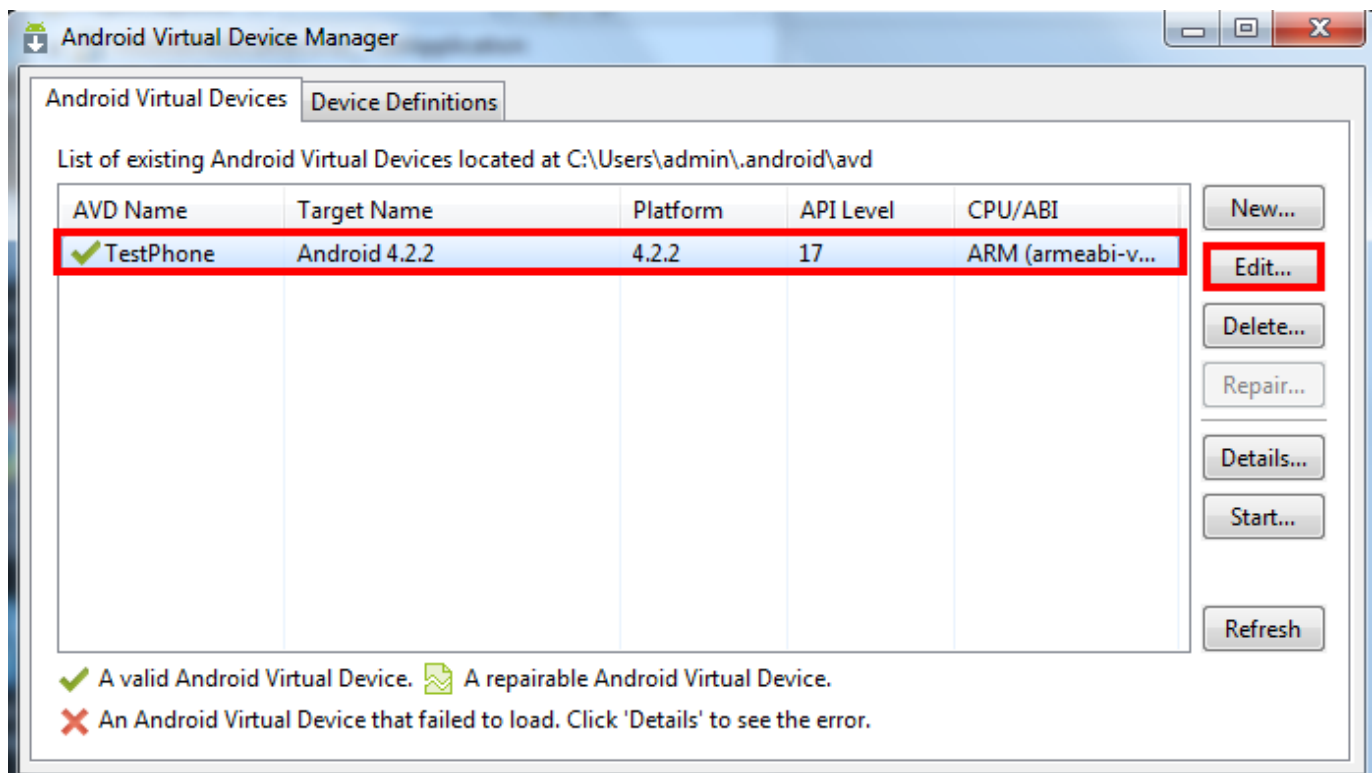 Android Virtual Device Manager
Android Virtual Devices
Device Definitions
List of existing Android Virtual Devices located at C:\Users\admin\.android\avd
AVD Name Target Name Platform API Level CPU/ABI
TestPhone Android 4.2.2 4.2.2 17 ARM (armeabi-v...
New...
Edit...
Delete...
Repair...
Details...
Start...
Refresh
A valid Android Virtual Device. A repairable Android Virtual Device.
An Android Virtual Device that failed to load. Click 'Details' to see the error.